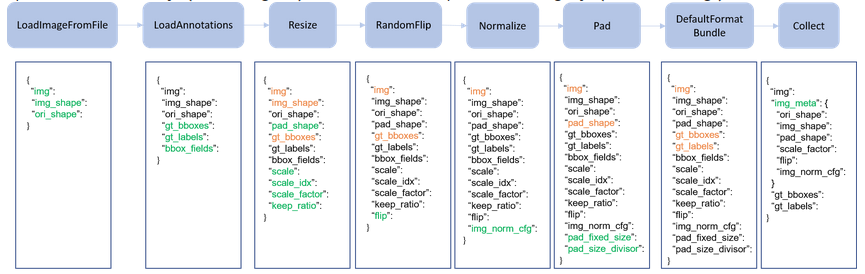 LoadImageFromFile
LoadAnnotations
Resize
RandomFlip
Normalize
Pad
DefaultFormat
Bundle
Collect
{
"img":
"img_shape":
"ori_shape":
}
{
"img":
"img_shape":
"ori_shape":
"gt_bboxes":
"gt_labels":
"bbox_fields":
}
{
"img":
"img_shape":
"ori_shape":
"pad_shape":
"gt_bboxes":
"gt_labels":
"bbox_fields":
"scale":
"scale_idx":
"scale_factor":
"keep_ratio":
}
{
"img":
"img_shape":
"ori_shape":
"pad_shape":
"gt_bboxes":
"gt_labels":
"bbox_fields":
"scale":
"scale_idx":
"scale_factor":
"keep_ratio":
"flip":
}
{
"img":
"img_shape":
"ori_shape":
"pad_shape":
"gt_bboxes":
"gt_labels":
"bbox_fields":
"scale":
"scale_idx":
"scale_factor":
"keep_ratio":
"flip":
"img_norm_cfg":
}
{
"img":
"img_shape":
"ori_shape":
"pad_shape":
"gt_bboxes":
"gt_labels":
"bbox_fields":
"scale":
"scale_idx":
"scale_factor":
"keep_ratio":
"flip":
"img_norm_cfg":
"pad_fixed_size":
"pad_size_divisor":
}
{
"img":
"img_shape":
"ori_shape":
"pad_shape":
"gt_bboxes":
"gt_labels":
"bbox_fields":
"scale":
"scale_idx":
"scale_factor":
"keep_ratio":
"flip":
"img_norm_cfg":
"pad_fixed_size":
"pad_size_divisor":
}
{
"img":
"img_meta": {
"ori_shape":
"img_shape":
"pad_shape":
"scale_factor":
"flip":
"img_norm_cfg":
}
"gt_bboxes":
"gt_labels":
}